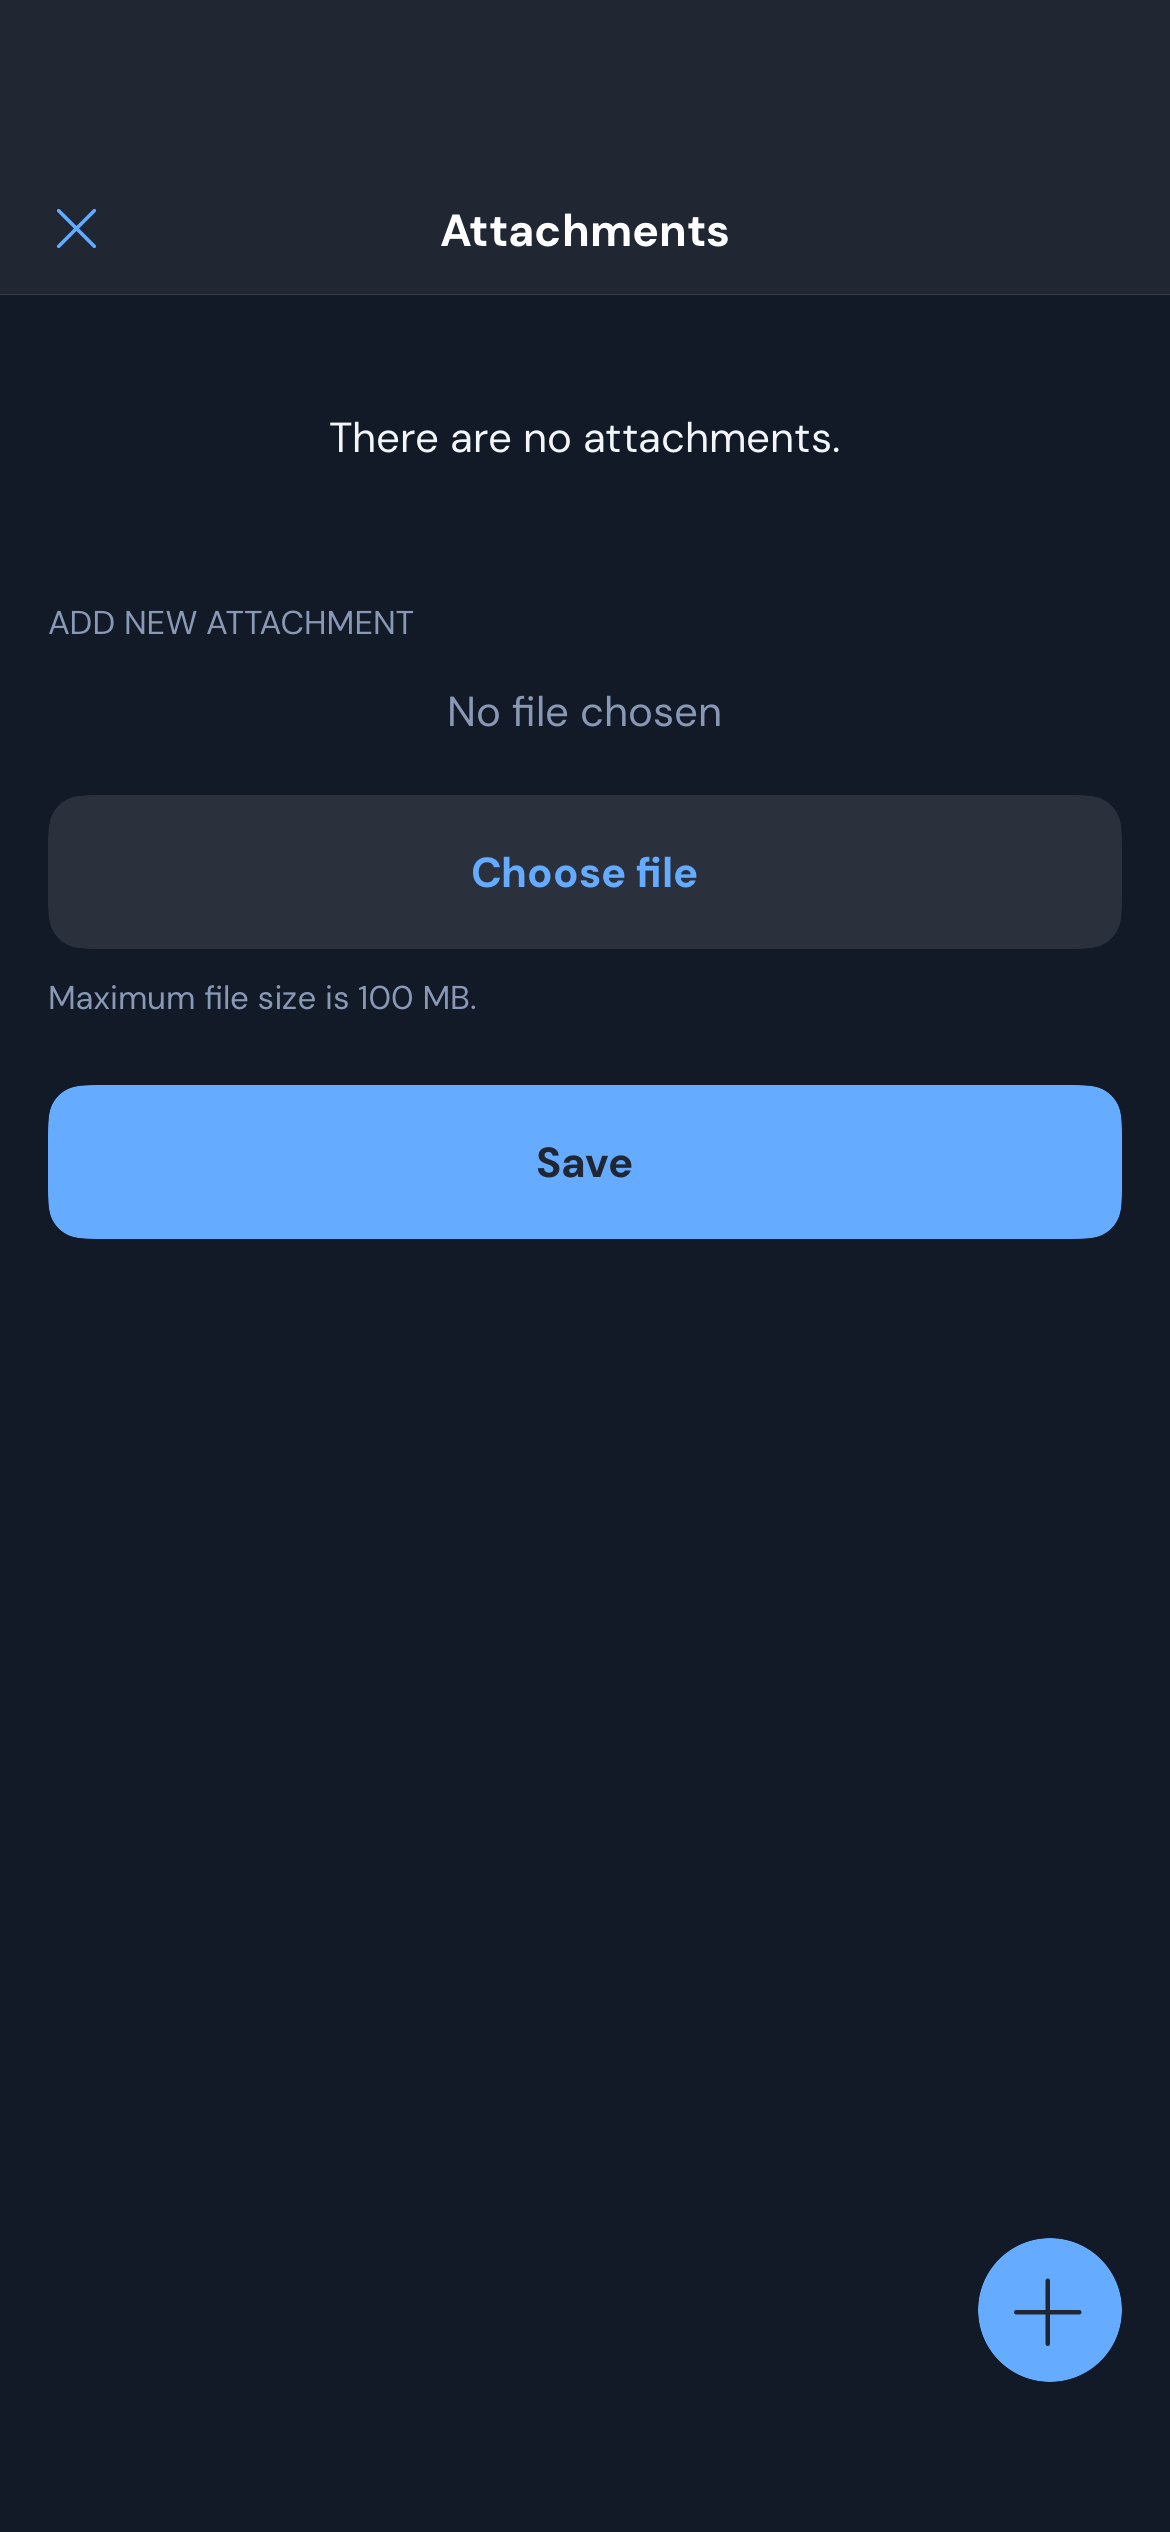 Attachments
There are no attachments.
ADD NEW ATTACHMENT
No file chosen
Choose file
Maximum file size is 100 MB.
Save